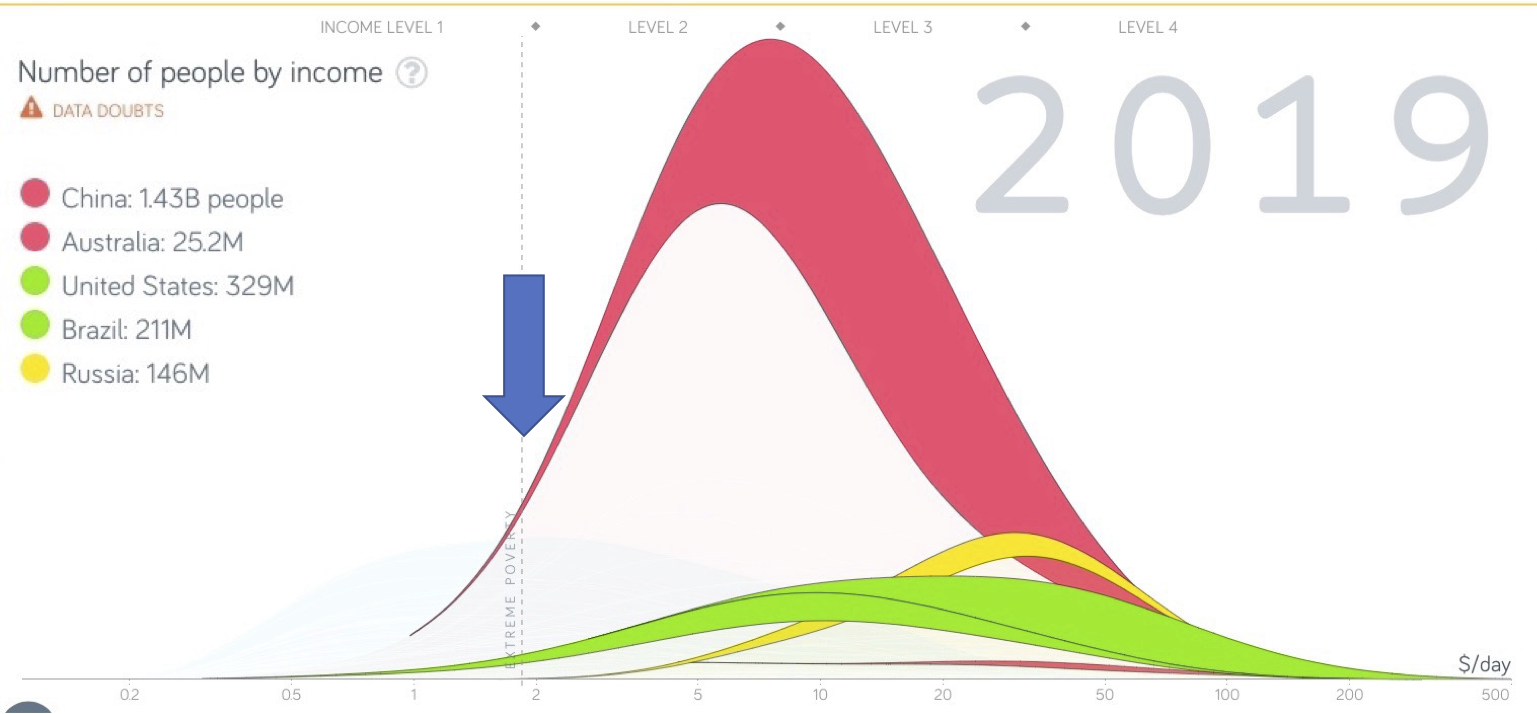 INCOME LEVEL 1 ◆ LEVEL 2 ◆ LEVEL 3 ◆ LEVEL 4
Number of people by income ?
DATA DOUBTS
2019
China: 1.43B people
Australia: 25.2M
United States: 329M
Brazil: 211M
Russia: 146M
EXTREME POVERTY
$/day
0.2 0.5 1 2 5 10 20 50 100 200 500